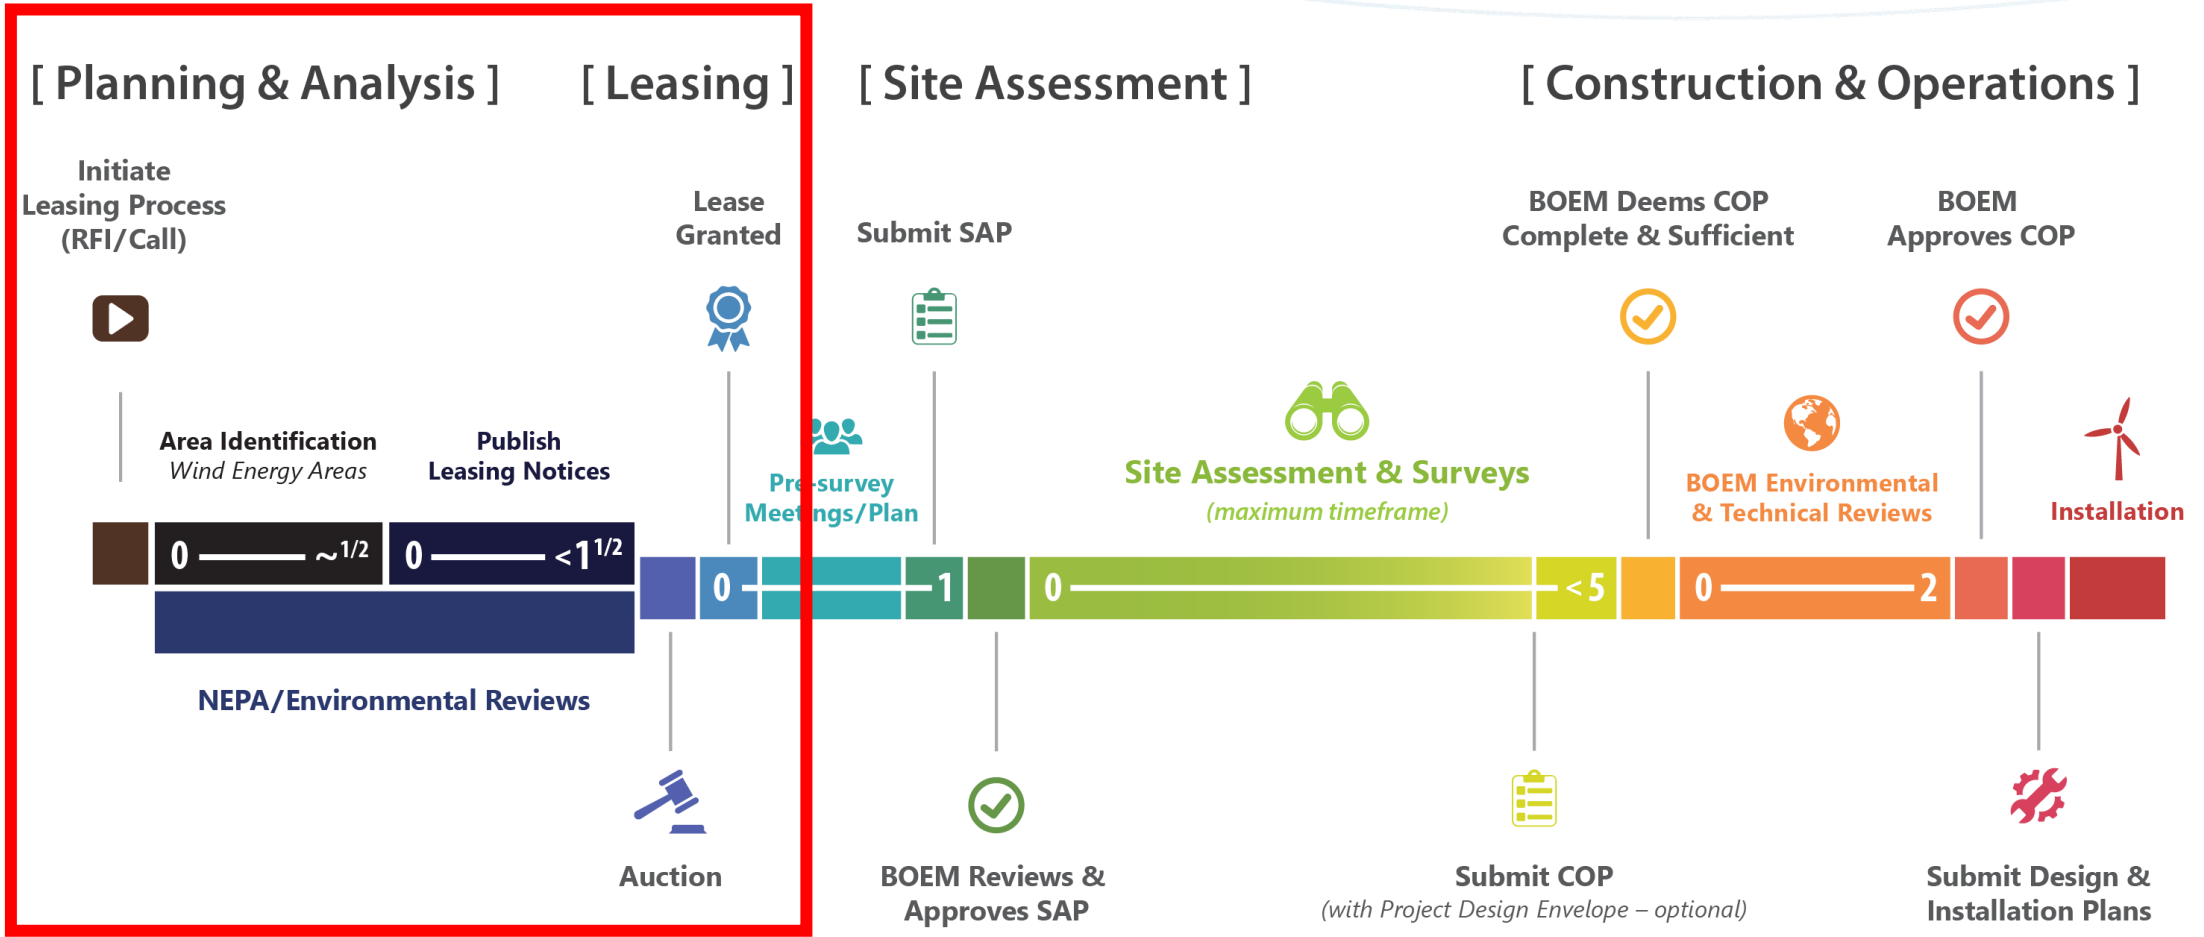 [ Planning & Analysis ]
[ Leasing ]
[ Site Assessment ]
[ Construction & Operations ]
Initiate
Leasing Process
(RFI/Call)
Lease
Granted
Submit SAP
BOEM Deems COP
Complete & Sufficient
BOEM
Approves COP
Area Identification
Wind Energy Areas
Publish
Leasing Notices
Pre-survey
Meetings/Plan
Site Assessment & Surveys
(maximum timeframe)
BOEM Environmental
& Technical Reviews
Installation
0 ~1/2
0 <1 1/2
0 1
0 <5
0 2
NEPA/Environmental Reviews
Auction
BOEM Reviews &
Approves SAP
Submit COP
(with Project Design Envelope – optional)
Submit Design &
Installation Plans